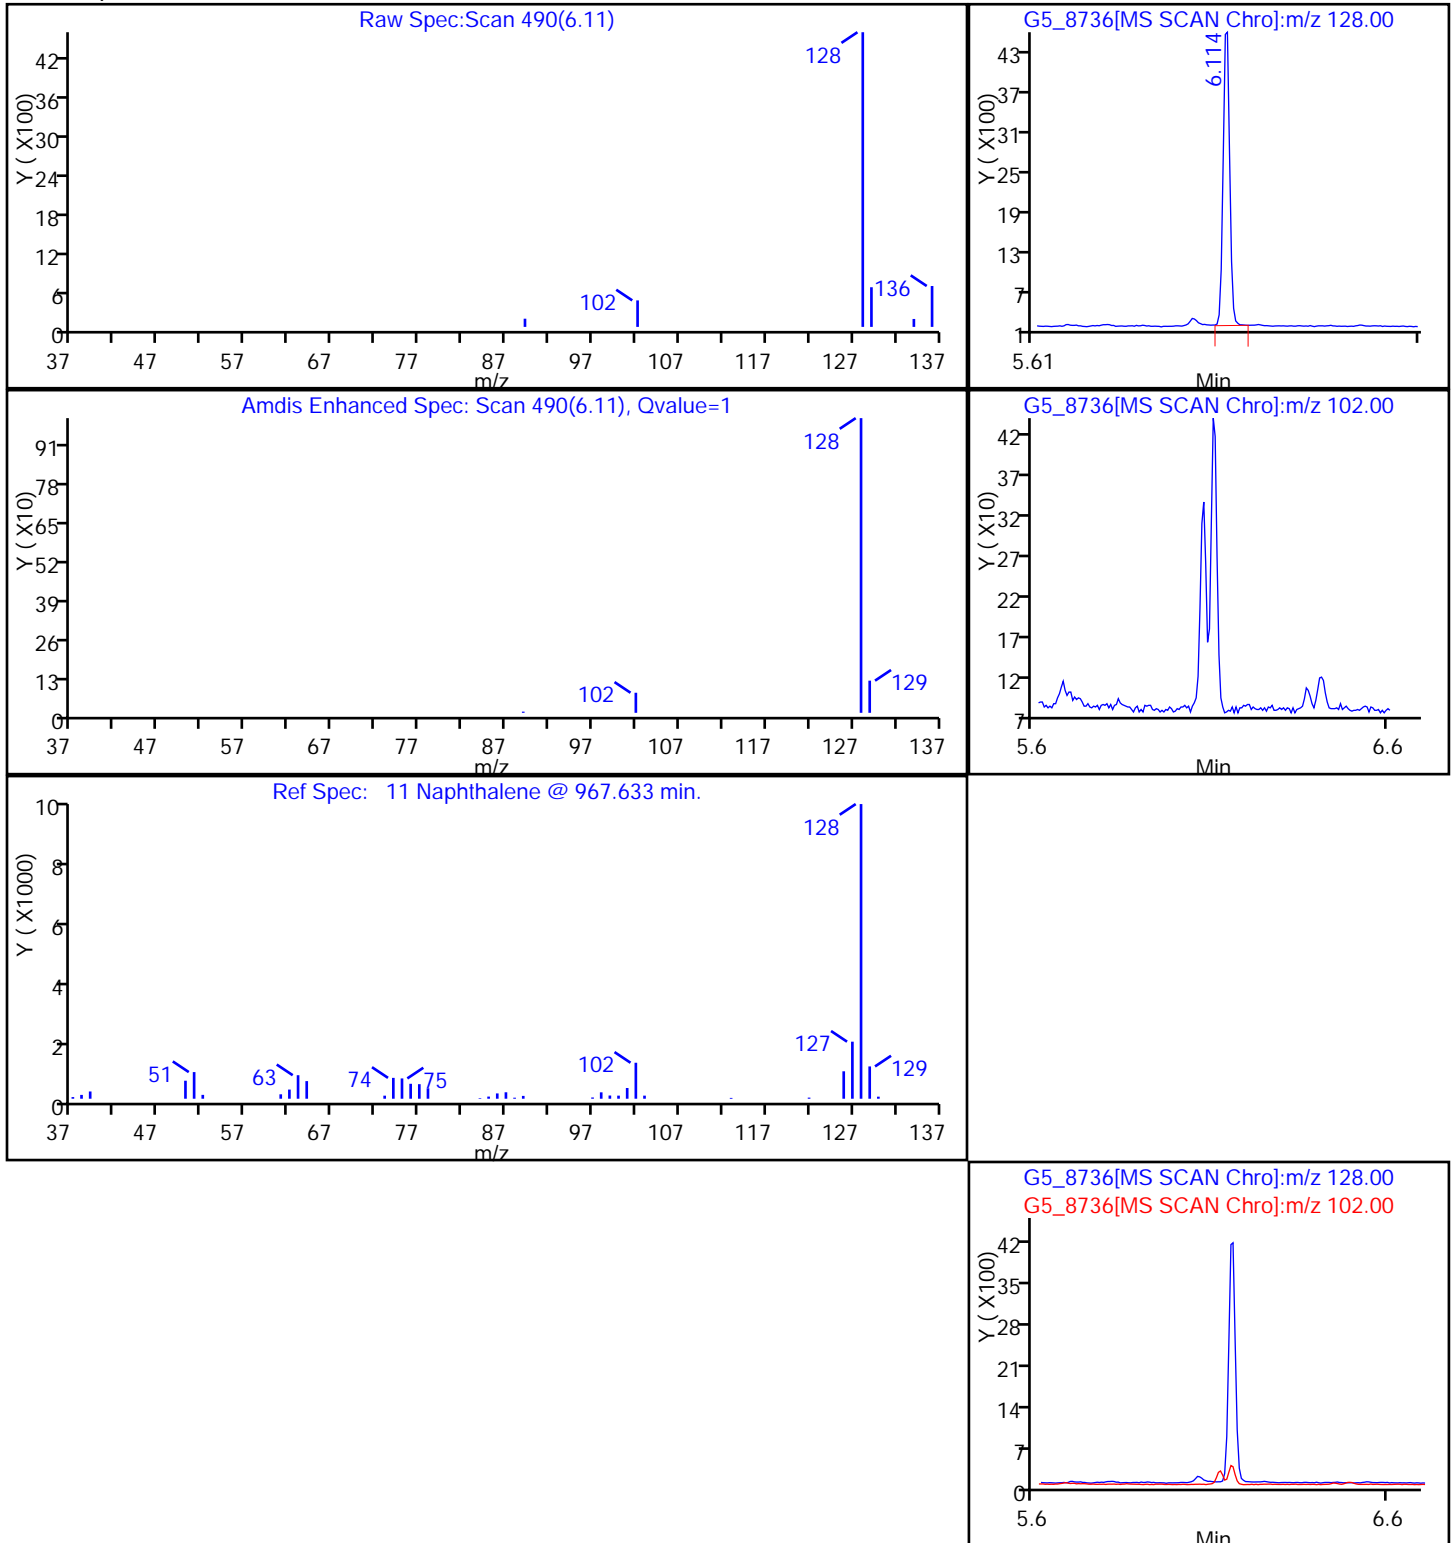 Raw Spec:Scan 490(6.11)
Y ( X100)
42
36
30
24
18
12
6
0
128
102
136
37 47 57 67 77 87 97 107 117 127 137
m/z
G5_8736[MS SCAN Chro]:m/z 128.00
Y ( X100)
43
37
31
25
19
13
7
1
6.114
5.61
Min
Amdis Enhanced Spec: Scan 490(6.11), Qvalue=1
Y ( X10)
91
78
65
52
39
26
13
0
128
102
129
37 47 57 67 77 87 97 107 117 127 137
m/z
G5_8736[MS SCAN Chro]:m/z 102.00
Y ( X10)
42
37
32
27
22
17
12
7
5.6 6.6
Min
Ref Spec: 11 Naphthalene @ 967.633 min.
Y ( X1000)
10
8
6
4
2
0
128
127
102
129
51
63
74
75
37 47 57 67 77 87 97 107 117 127 137
m/z
G5_8736[MS SCAN Chro]:m/z 128.00
G5_8736[MS SCAN Chro]:m/z 102.00
Y ( X100)
42
35
28
21
14
7
0
5.6 6.6
Min